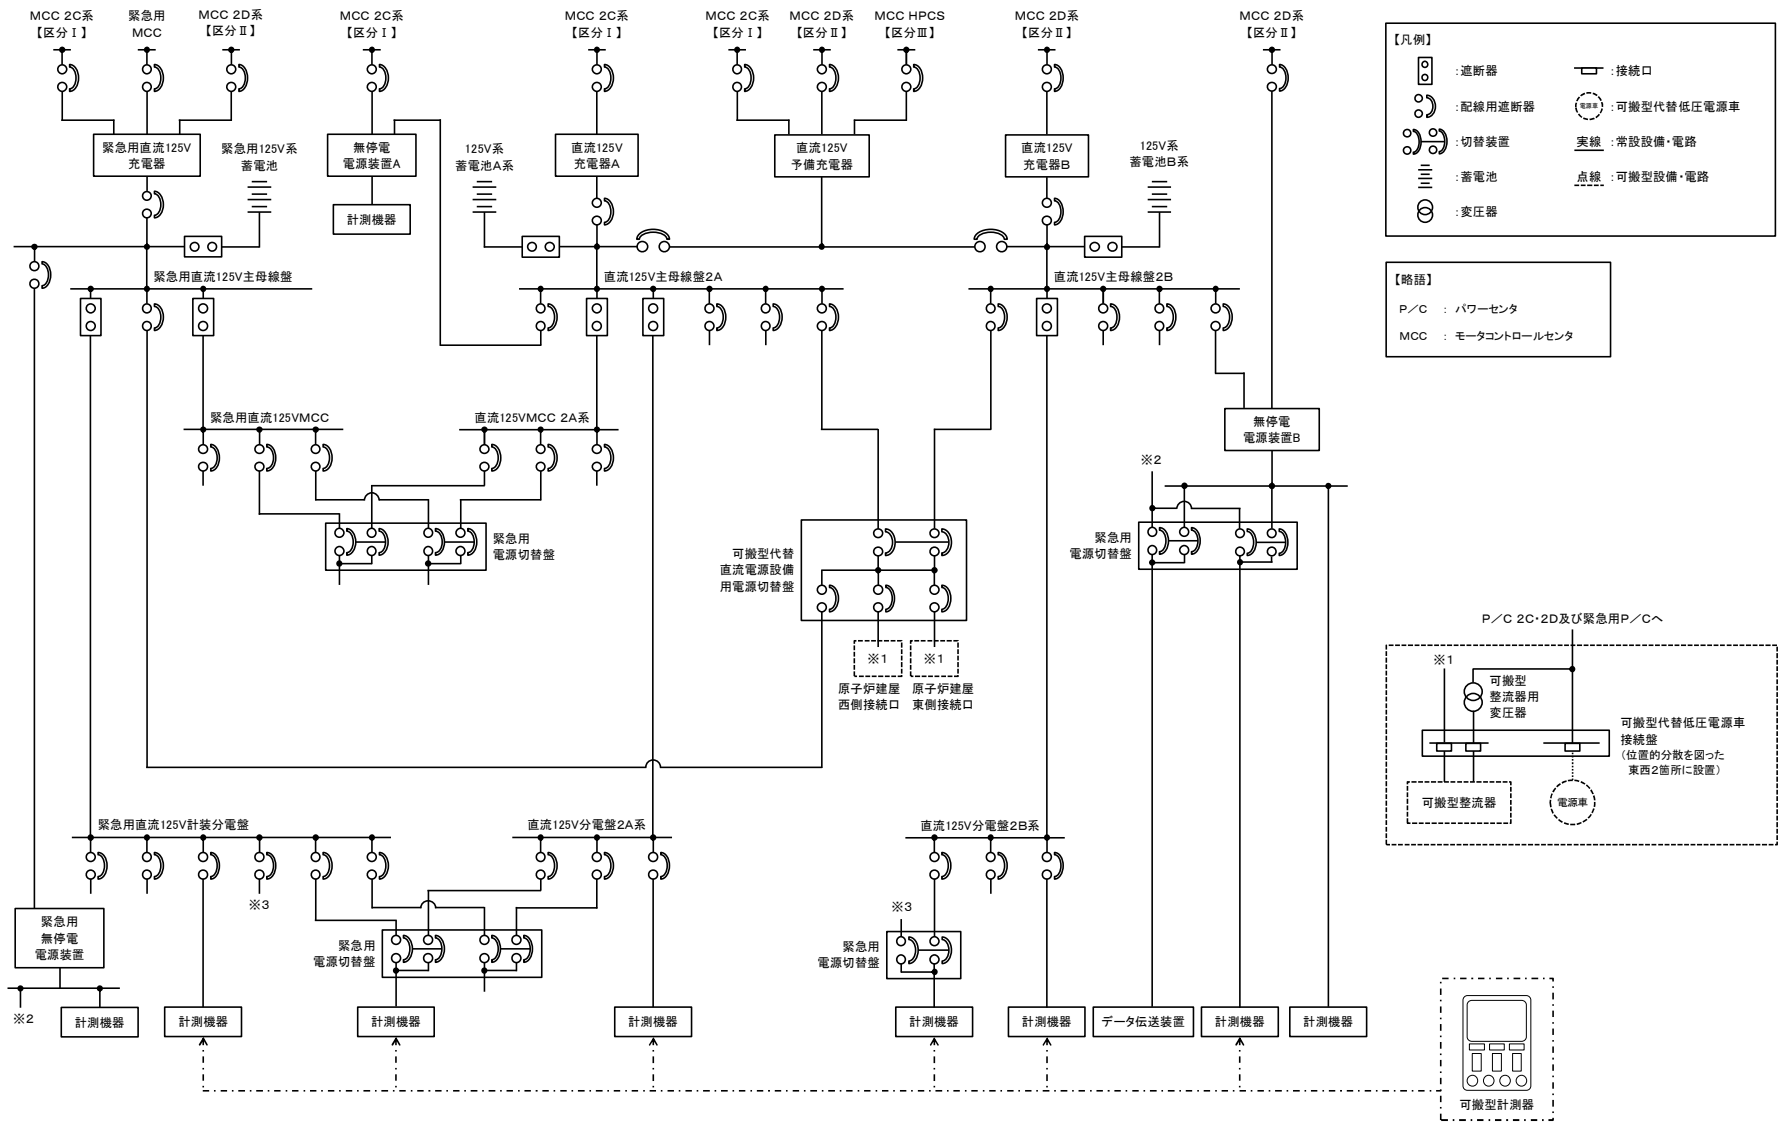 MCC 2C系
【区分Ⅰ】
緊急用
MCC
MCC 2D系
【区分Ⅱ】
MCC 2C系
【区分Ⅰ】
MCC 2C系
【区分Ⅰ】
MCC 2C系
【区分Ⅰ】
MCC 2D系
【区分Ⅱ】
MCC HPCS
【区分Ⅲ】
MCC 2D系
【区分Ⅱ】
MCC 2D系
【区分Ⅱ】
緊急用直流125V
充電器
緊急用125V系
蓄電池
無停電
電源装置A
計測機器
125V系
蓄電池A系
直流125V
充電器A
直流125V
予備充電器
直流125V
充電器B
125V系
蓄電池B系
緊急用直流125V主母線盤
直流125V主母線盤2A
直流125V主母線盤2B
緊急用直流125VMCC
直流125VMCC 2A系
無停電
電源装置B
※2
緊急用
電源切替盤
可搬型代替
直流電源設備
用電源切替盤
緊急用
電源切替盤
※1
※1
原子炉建屋
西側接続口
原子炉建屋
東側接続口
緊急用直流125V計装分電盤
直流125V分電盤2A系
直流125V分電盤2B系
※3
※3
緊急用
無停電
電源装置
緊急用
電源切替盤
緊急用
電源切替盤
※2
計測機器
計測機器
計測機器
計測機器
計測機器
計測機器
データ伝送装置
計測機器
計測機器
【凡例】
:遮断器
:接続口
:配線用遮断器
電源車
:可搬型代替低圧電源車
:切替装置
実線
:常設設備・電路
:蓄電池
点線
:可搬型設備・電路
:変圧器
【略語】
P/C : パワーセンタ
MCC : モータコントロールセンタ
P/C 2C・2D及び緊急用P/Cへ
※1
可搬型
整流器用
変圧器
可搬型代替低圧電源車
接続盤
(位置的分散を図った
東西2箇所に設置)
可搬型整流器
電源車
可搬型計測器